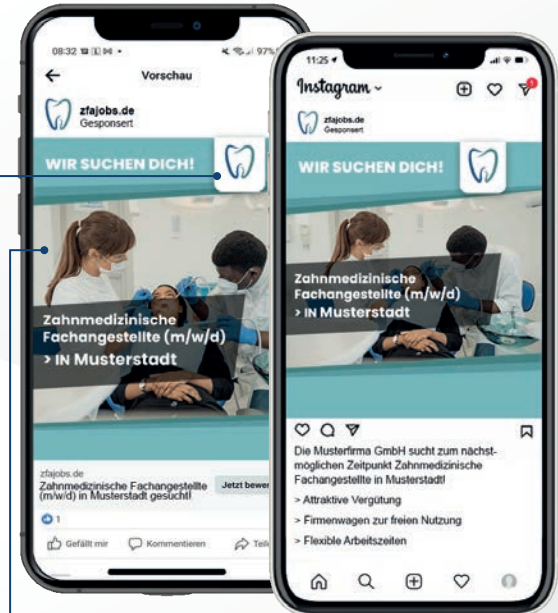 08:32
97%
Vorschau
zfajobs.de
Gesponsert
WIR SUCHEN DICH!
Zahnmedizinische
Fachangestellte (m/w/d)
> IN Musterstadt
zfajobs.de
Zahnmedizinische Fachangestellte
(m/w/d) in Musterstadt gesucht!
Jetzt bewer
1
Gefällt mir
Kommentieren
Teile
11:25
Instagram
zfajobs.de
Gesponsert
WIR SUCHEN DICH!
Zahnmedizinische
Fachangestellte (m/w/d)
> IN Musterstadt
Die Musterfirma GmbH sucht zum nächst-
möglichen Zeitpunkt Zahnmedizinische
Fachangestellte in Musterstadt!
> Attraktive Vergütung
> Firmenwagen zur freien Nutzung
> Flexible Arbeitszeiten